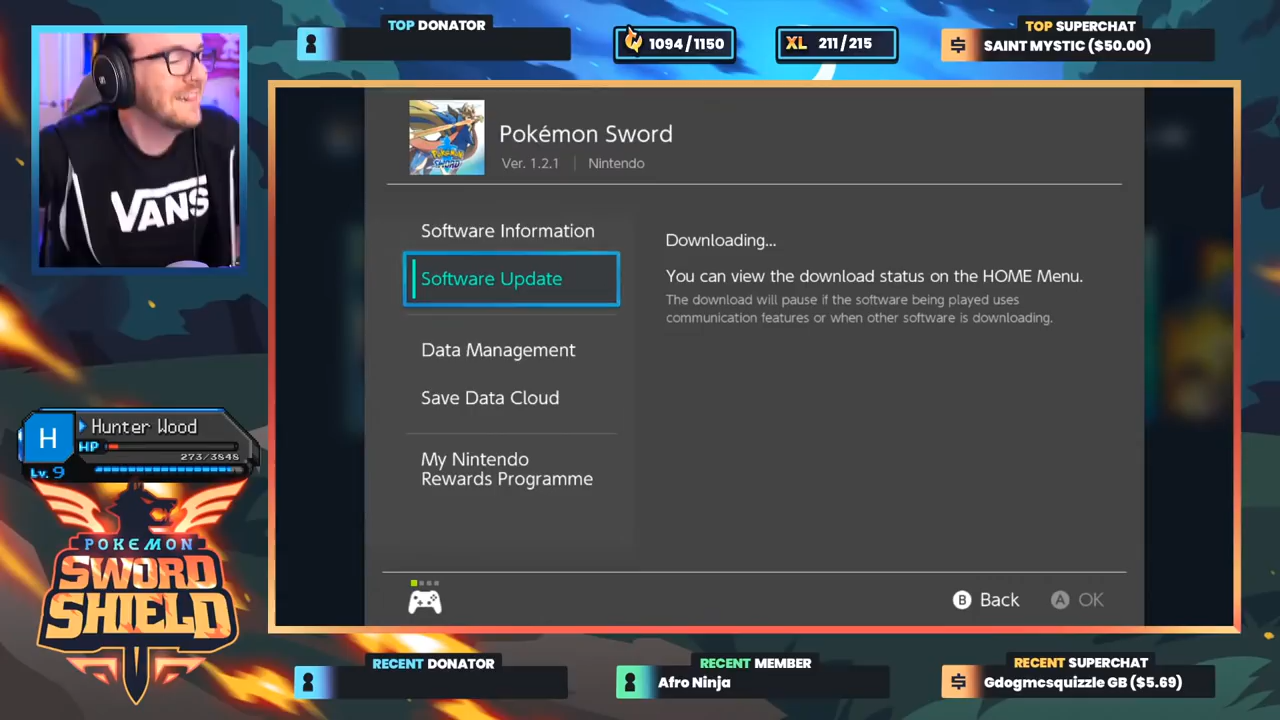 TOP DONATOR
1094/1150
XL 211/215
TOP SUPERCHAT
SAINT MYSTIC ($50.00)
VANS
POKÉMON SWORD
Pokémon Sword
Ver. 1.2.1 | Nintendo
Software Information
Software Update
Data Management
Save Data Cloud
My Nintendo
Rewards Programme
Downloading...
You can view the download status on the HOME Menu.
The download will pause if the software being played uses
communication features or when other software is downloading.
B Back
A OK
H
Hunter Wood
HP
273/3848
Lv. 9
POKEMON
SWORD
SHIELD
RECENT DONATOR
RECENT MEMBER
Afro Ninja
RECENT SUPERCHAT
Gdogmcsquizzle GB ($5.69)